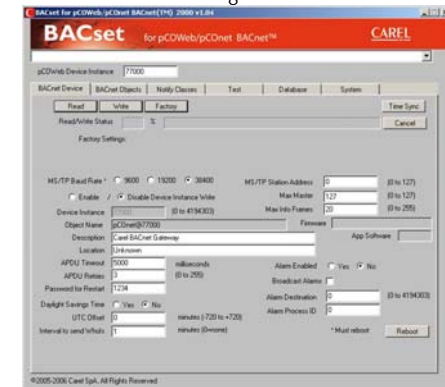 BACset for pCOWeb/pCOnet BACnet(TM) 2000 v1.04
BACset for pCOWeb/pCOnet BACnet™ CAREL
pCOWeb Device Instance 77000
BACnet Device BACnet Objects Notify Classes Test Database System
Read Write Factory Time Sync
Read/Write Status % Cancel
Factory Settings:
MS/TP Baud Rate * 9600 19200 38400 MS/TP Station Address 0 (0 to 127)
Enable / Disable Device Instance Write Max Master 127 (0 to 127)
Device Instance 77000 (0 to 4194303) Max Info Frames 20 (0 to 255)
Object Name pCOnet@77000 Firmware
Description Carel BACnet Gateway App Software
Location Unknown
APDU Timeout 5000 milliseconds Alarm Enabled Yes No
APDU Retries 3 (0 to 255) Broadcast Alarms
Password for Restart 1234
Alarm Destination 0 (0 to 4194303)
Daylight Savings Time Yes No
Alarm Process ID 0
UTC Offset 0 minutes (-720 to +720)
Interval to send WhoIs 1 minutes (0=none) * Must reboot Reboot
©2005-2006 Carel SpA, All Rights Reserved